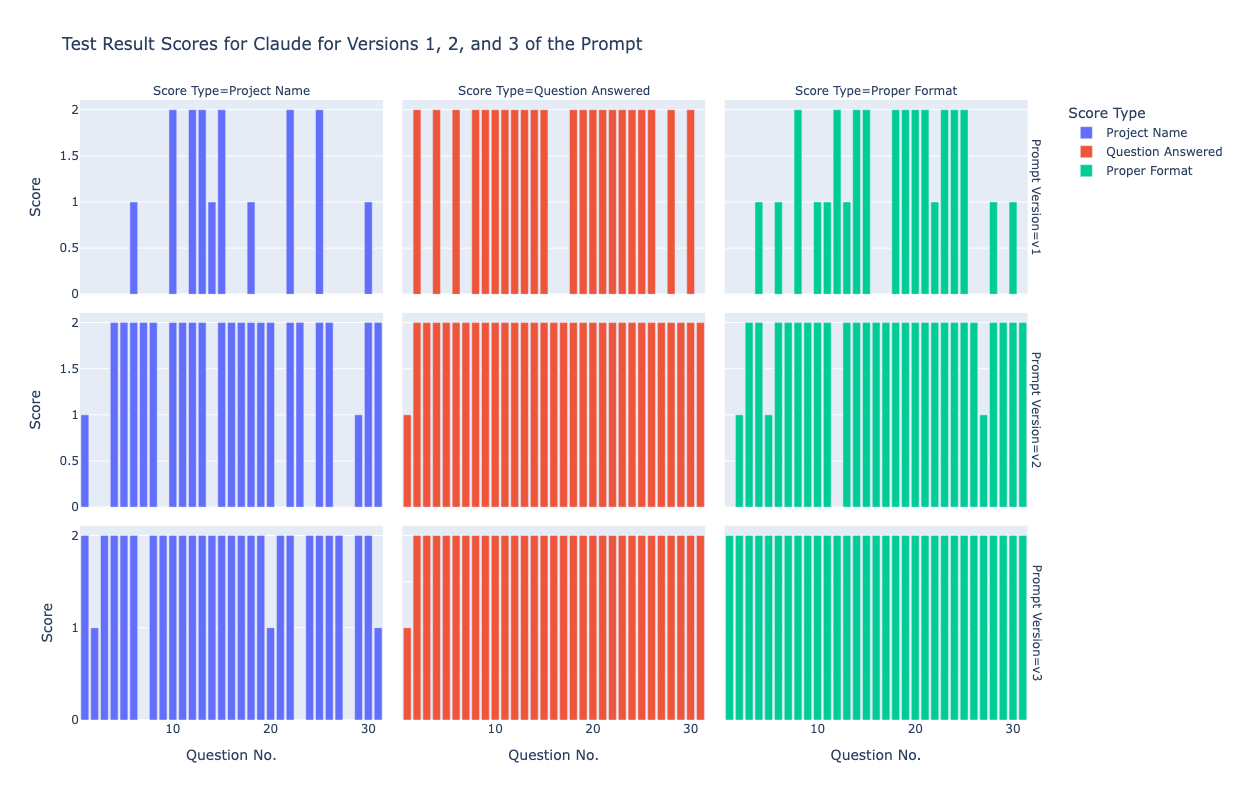 Test Result Scores for Claude for Versions 1, 2, and 3 of the Prompt
Score Type=Project Name
Score Type=Question Answered
Score Type=Proper Format
Score Type
Project Name
Question Answered
Proper Format
2
1.5
1
0.5
0
Score
Prompt Version=v1
2
1.5
1
0.5
0
Score
Prompt Version=v2
2
1
0
Score
Prompt Version=v3
10 20 30
10 20 30
10 20 30
Question No.
Question No.
Question No.